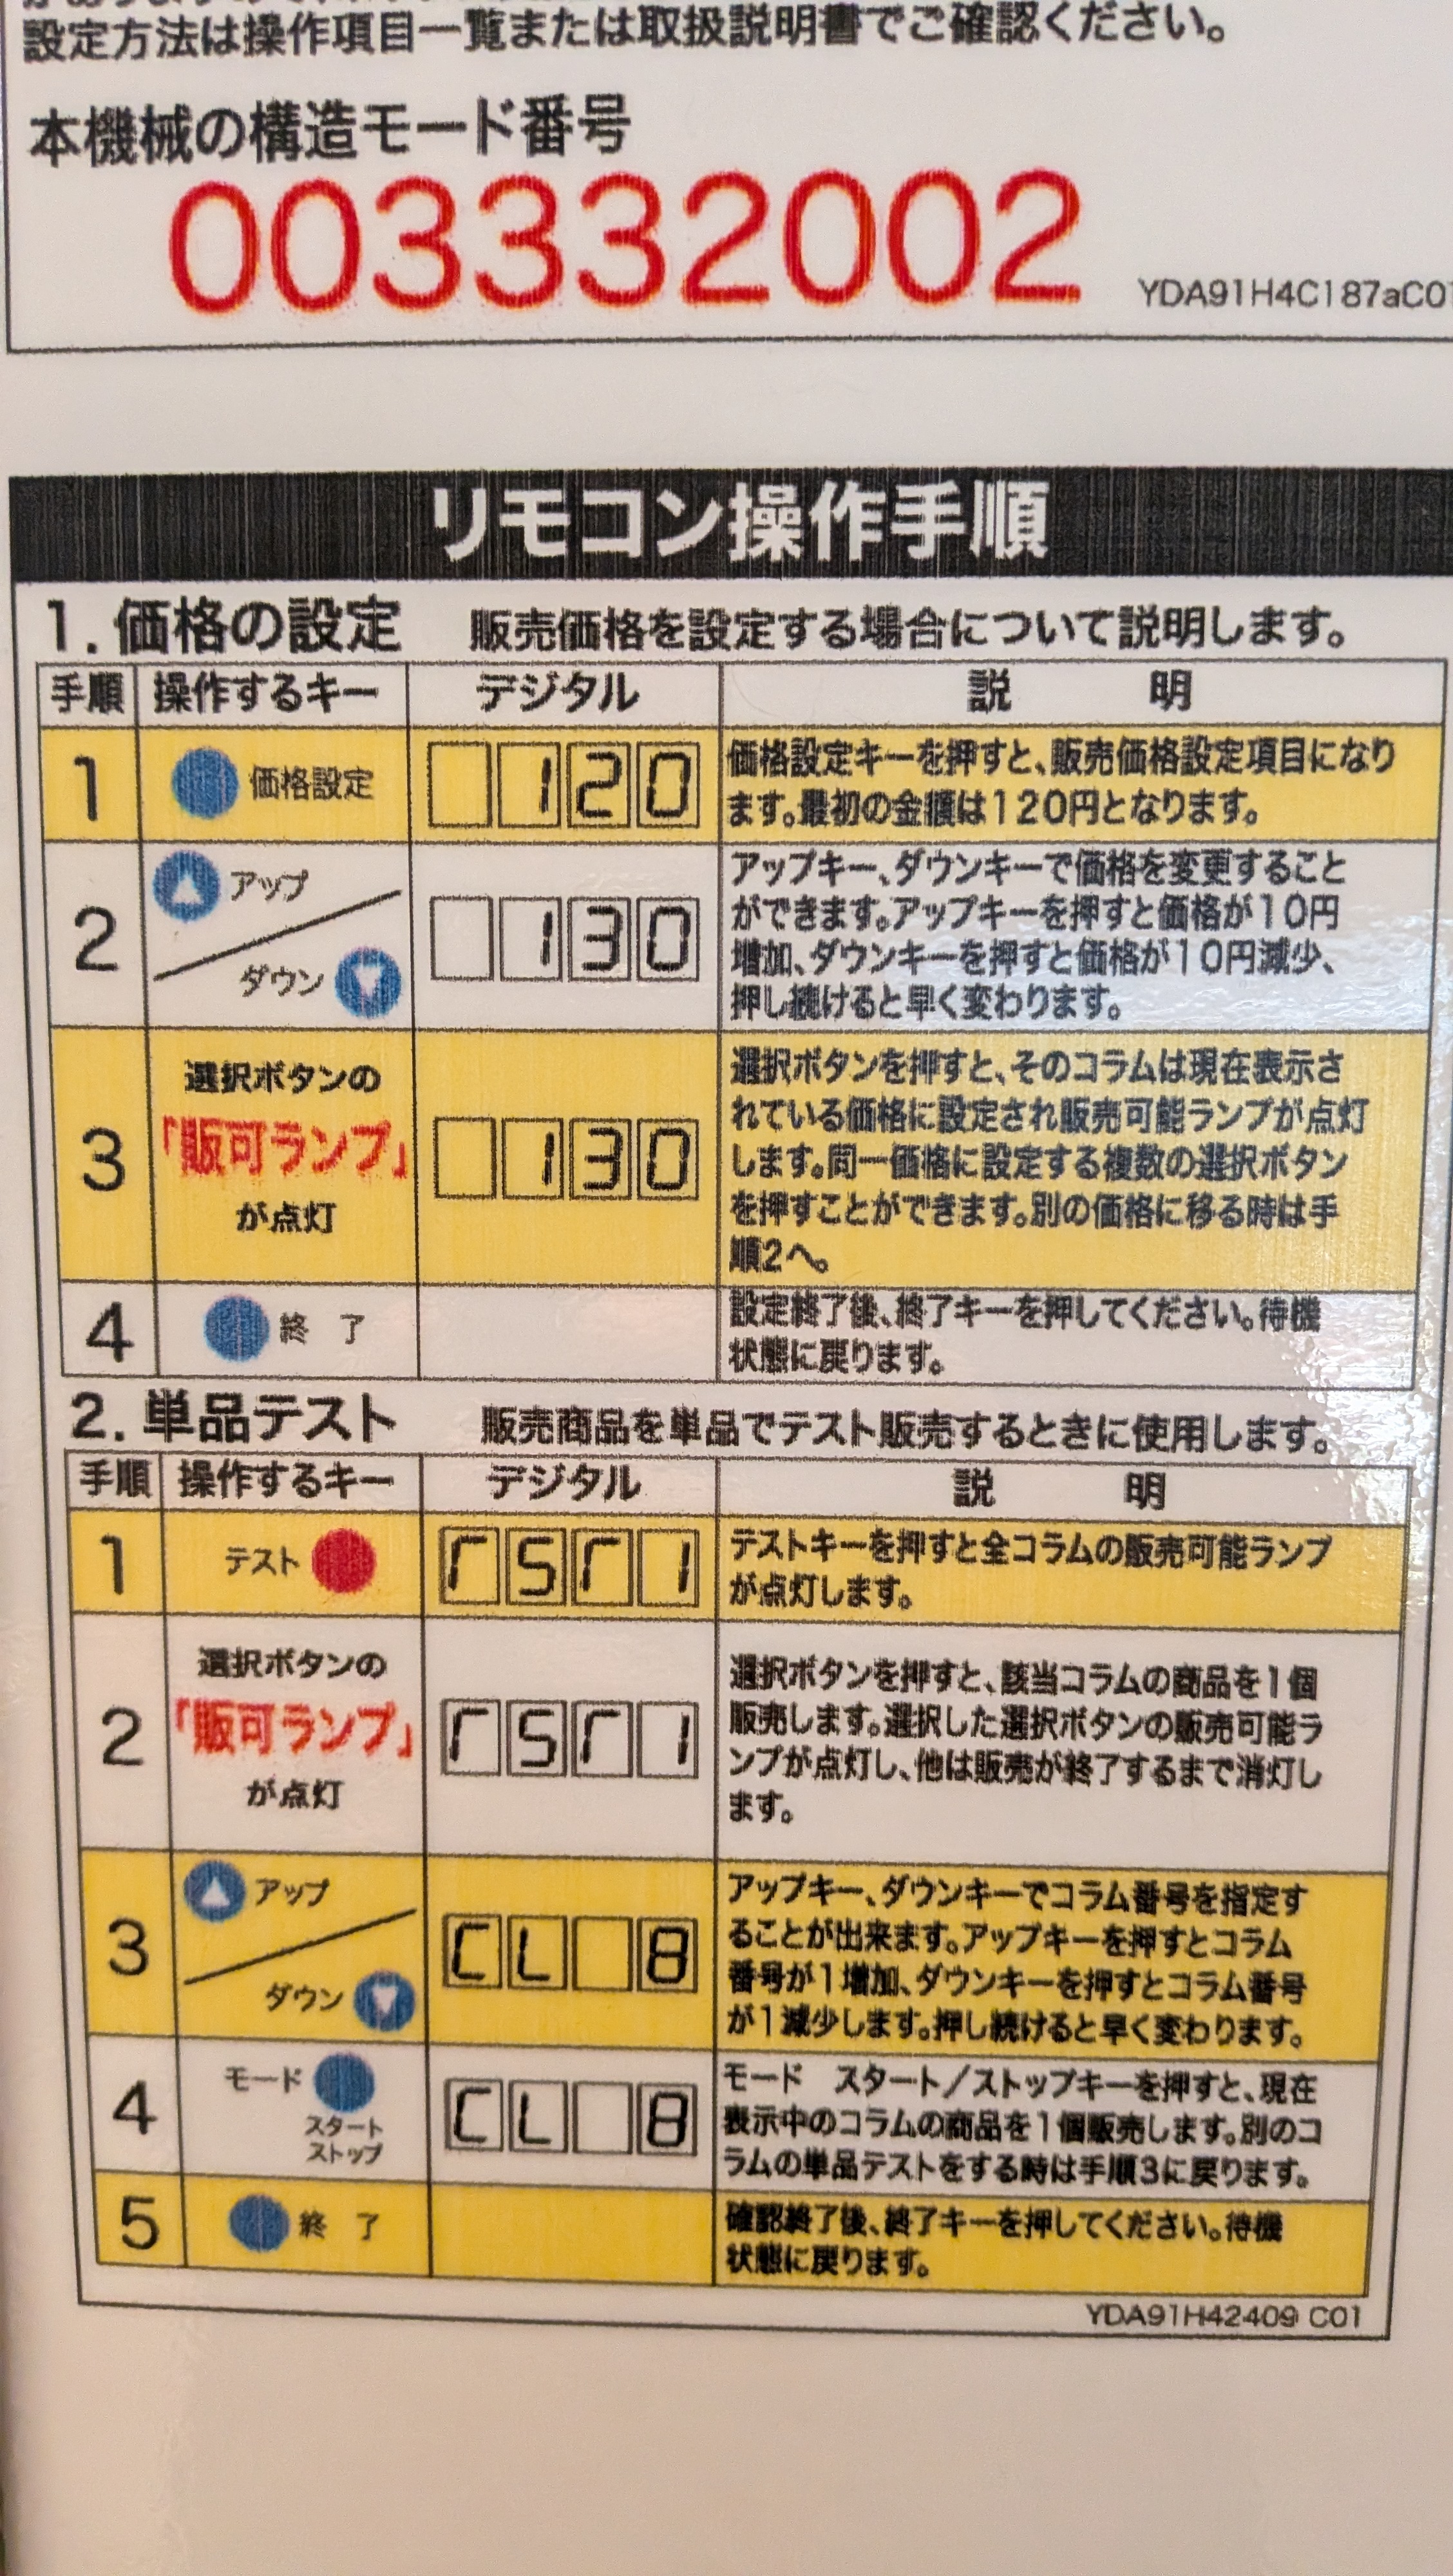 設定方法は操作項目一覧または取扱説明書でご確認ください。
本機械の構造モード番号
003332002
YDA91H4C187aC01
リモコン操作手順
1. 価格の設定 販売価格を設定する場合について説明します。
手順 操作するキー デジタル 説 明
1 価格設定 120
価格設定キーを押すと、販売価格設定項目になり
ます。最初の金額は120円となります。
2 アップ
ダウン
130
アップキー、ダウンキーで価格を変更すること
ができます。アップキーを押すと価格が10円
増加、ダウンキーを押すと価格が10円減少、
押し続けると早く変わります。
3 選択ボタンの
「販可ランプ」
が点灯
130
選択ボタンを押すと、そのコラムは現在表示さ
れている価格に設定され販売可能ランプが点灯
します。同一価格に設定する複数の選択ボタン
を押すことができます。別の価格に移る時は手
順2へ。
4 終 了
設定終了後、終了キーを押してください。待機
状態に戻ります。
2. 単品テスト 販売商品を単品でテスト販売するときに使用します。
手順 操作するキー デジタル 説 明
1 テスト Γ5Γ1
テストキーを押すと全コラムの販売可能ランプ
が点灯します。
2 選択ボタンの
「販可ランプ」
が点灯
Γ5Γ1
選択ボタンを押すと、該当コラムの商品を1個
販売します。選択した選択ボタンの販売可能ラ
ンプが点灯し、他は販売が終了するまで消灯し
ます。
3 アップ
ダウン
CL 8
アップキー、ダウンキーでコラム番号を指定す
ることが出来ます。アップキーを押すとコラム
番号が1増加、ダウンキーを押すとコラム番号
が1減少します。押し続けると早く変わります。
4 モード
スタート
ストップ
CL 8
モード スタート/ストップキーを押すと、現在
表示中のコラムの商品を1個販売します。別のコ
ラムの単品テストをする時は手順3に戻ります。
5 終 了
確認終了後、終了キーを押してください。待機
状態に戻ります。
YDA91H42409 C01